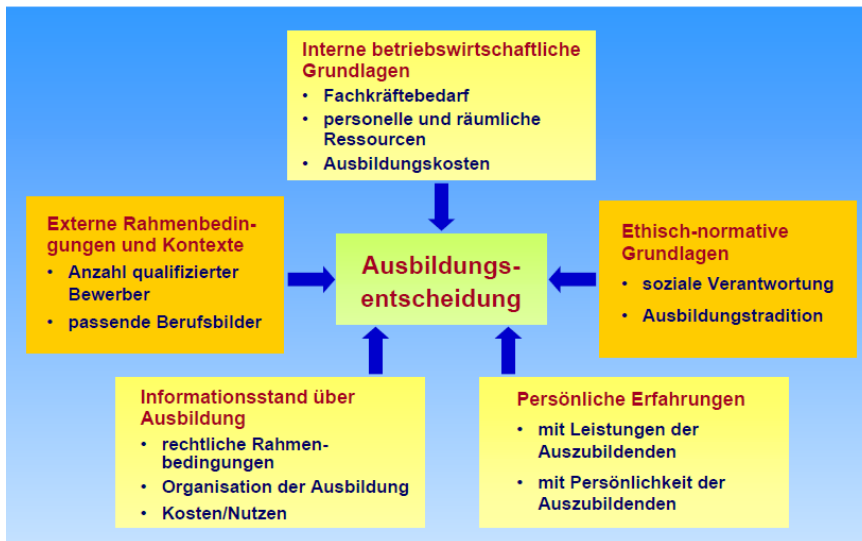 Interne betriebswirtschaftliche
Grundlagen
• Fachkräftebedarf
• personelle und räumliche
Ressourcen
• Ausbildungskosten
Externe Rahmenbedin-
gungen und Kontexte
• Anzahl qualifizierter
Bewerber
• passende Berufsbilder
Ausbildungs-
entscheidung
Ethisch-normative
Grundlagen
• soziale Verantwortung
• Ausbildungstradition
Informationsstand über
Ausbildung
• rechtliche Rahmen-
bedingungen
• Organisation der Ausbildung
• Kosten/Nutzen
Persönliche Erfahrungen
• mit Leistungen der
Auszubildenden
• mit Persönlichkeit der
Auszubildenden